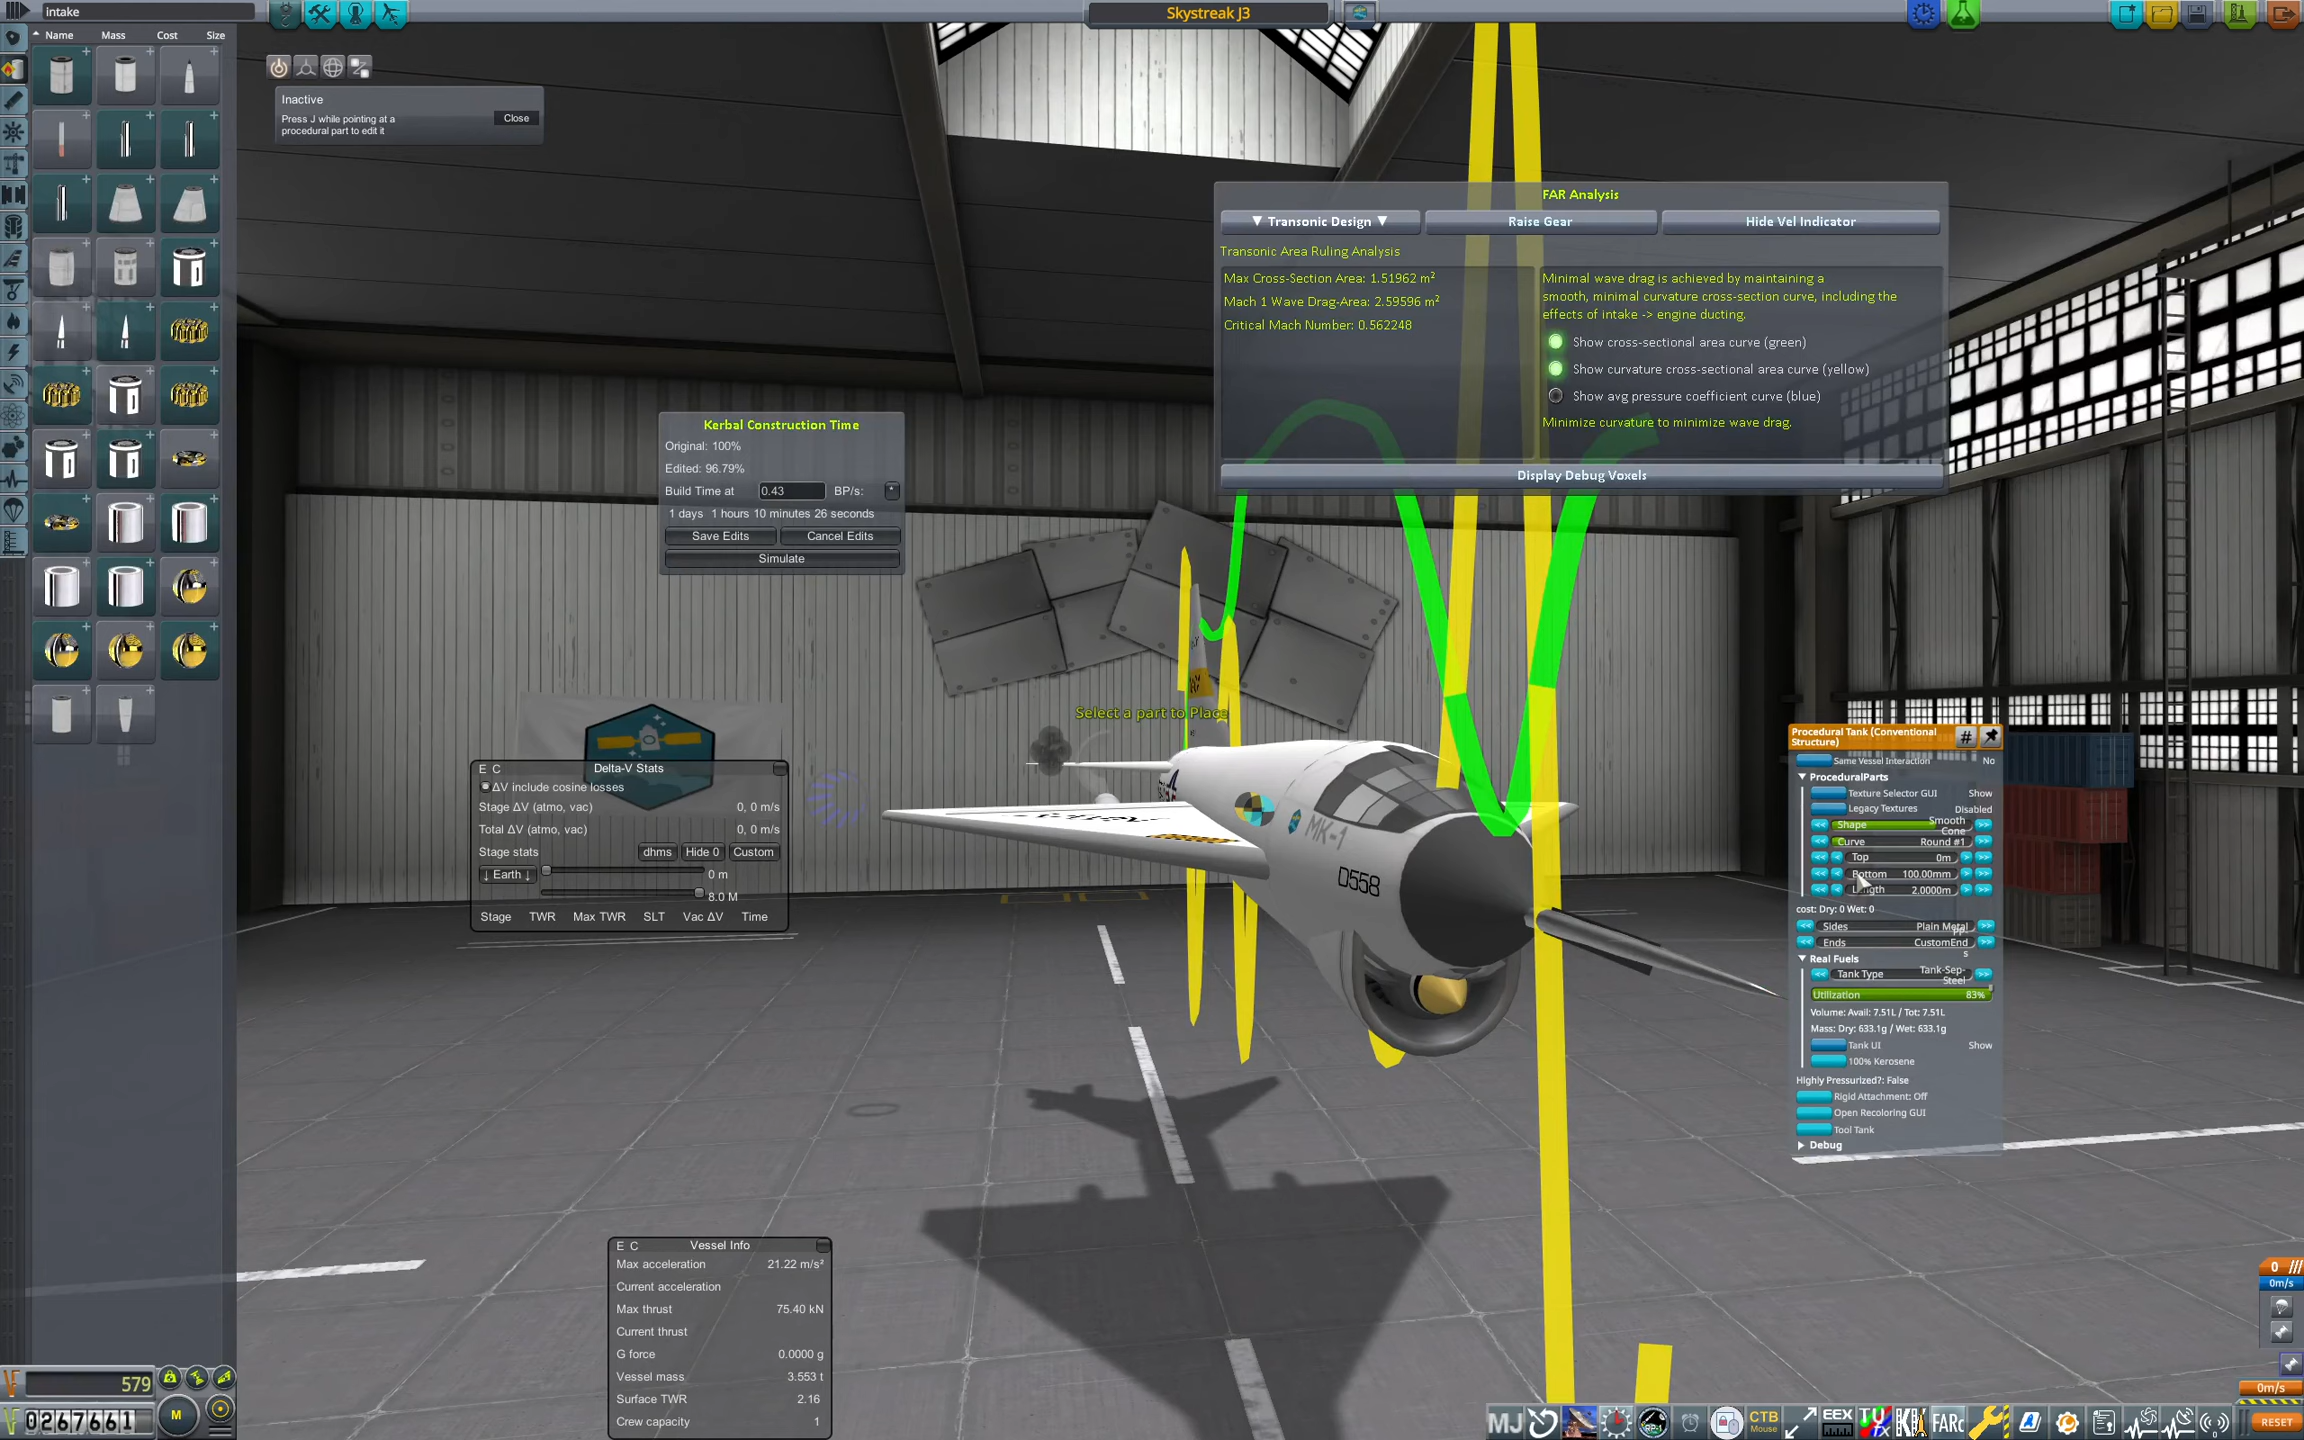 intake
Skystreak J3
Name Mass Cost Size
Inactive
Press J while pointing at a
procedural part to edit it
Close
FAR Analysis
▼ Transonic Design ▼
Raise Gear
Hide Vel Indicator
Transonic Area Ruling Analysis
Max Cross-Section Area: 1.51962 m²
Mach 1 Wave Drag-Area: 2.59596 m²
Critical Mach Number: 0.562248
Minimal wave drag is achieved by maintaining a
smooth, minimal curvature cross-section curve, including the
effects of intake -> engine ducting.
Show cross-sectional area curve (green)
Show curvature cross-sectional area curve (yellow)
Show avg pressure coefficient curve (blue)
Minimize curvature to minimize wave drag.
Display Debug Voxels
Kerbal Construction Time
Original: 100%
Edited: 96.79%
Build Time at 0.43 BP/s: *
1 days 1 hours 10 minutes 26 seconds
Save Edits Cancel Edits
Simulate
Select a part to Place
E C Delta-V Stats
ΔV include cosine losses
Stage ΔV (atmo, vac) 0, 0 m/s
Total ΔV (atmo, vac) 0, 0 m/s
Stage stats dhms Hide 0 Custom
↓ Earth ↓ 0 m
8.0 M
Stage TWR Max TWR SLT Vac ΔV Time
MK-1
D558
Procedural Tank (Conventional
Structure) #
Same Vessel Interaction No
▼ ProceduralParts
Texture Selector GUI Show
Legacy Textures Disabled
<< Shape Smooth Cone >>
<< Curve Round #1 >>
<< < Top 0m > >>
<< < Bottom 100.00mm > >>
<< < Length 2.0000m > >>
cost: Dry: 0 Wet: 0
<< Sides Plain Metal >>
<< Ends CustomEnd s >>
▼ Real Fuels
<< Tank Type Tank-Sep-Steel >>
Utilization 83%
Volume: Avail: 7.51L / Tot: 7.51L
Mass: Dry: 633.1g / Wet: 633.1g
Tank UI Show
100% Kerosene
Highly Pressurized?: False
Rigid Attachment: Off
Open Recoloring GUI
Tool Tank
▶ Debug
E C Vessel Info
Max acceleration 21.22 m/s²
Current acceleration
Max thrust 75.40 kN
Current thrust
G force 0.0000 g
Vessel mass 3.553 t
Surface TWR 2.16
Crew capacity 1
579
0267661
M
0
0m/s
0m/s
MJ
RP-1
CTB
Mouse
EEX
FARc
RESET